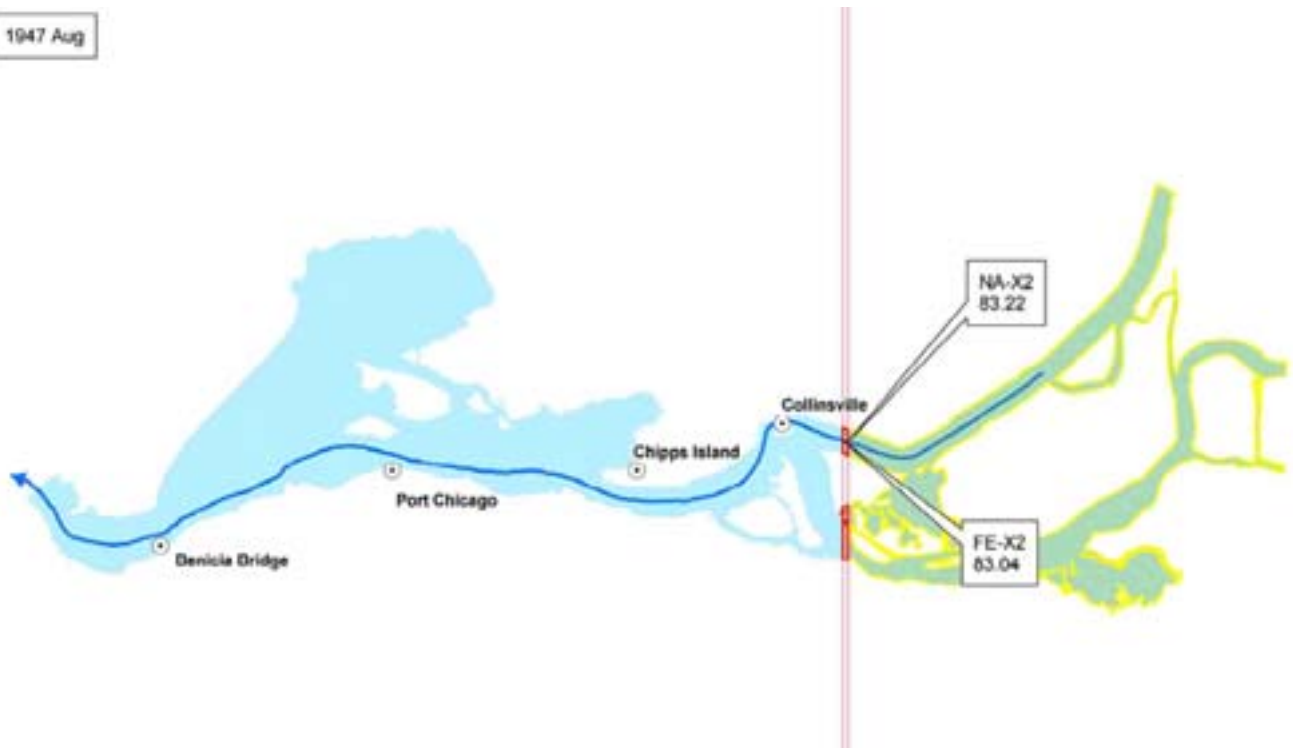 1947 Aug
NA-X2
83.22
Collinsville
Chipps Island
Port Chicago
Benicia Bridge
FE-X2
83.04